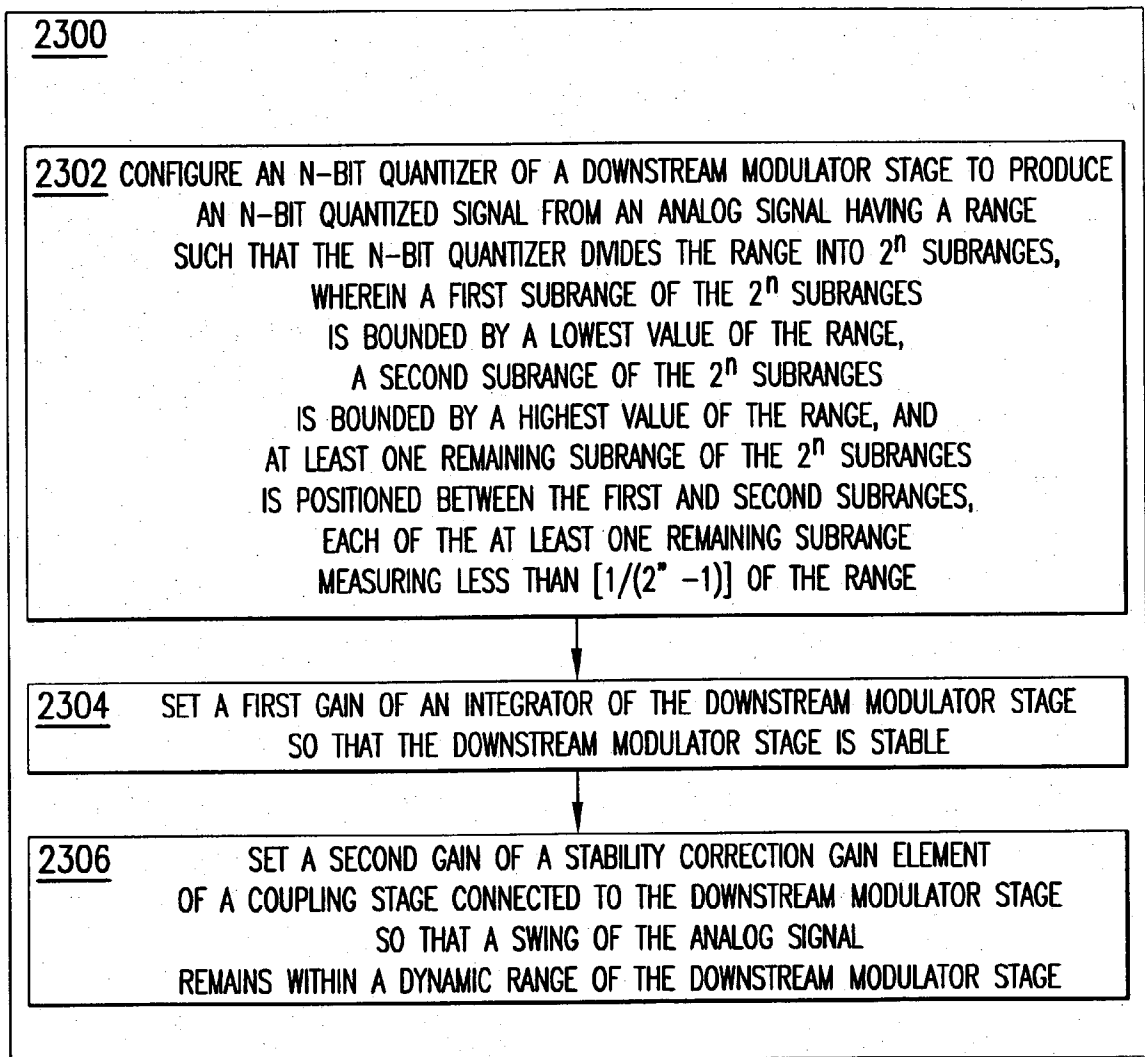 2300
2302 CONFIGURE AN N-BIT QUANTIZER OF A DOWNSTREAM MODULATOR STAGE TO PRODUCE
AN N-BIT QUANTIZED SIGNAL FROM AN ANALOG SIGNAL HAVING A RANGE
SUCH THAT THE N-BIT QUANTIZER DIVIDES THE RANGE INTO 2ⁿ SUBRANGES,
WHEREIN A FIRST SUBRANGE OF THE 2ⁿ SUBRANGES
IS BOUNDED BY A LOWEST VALUE OF THE RANGE,
A SECOND SUBRANGE OF THE 2ⁿ SUBRANGES
IS BOUNDED BY A HIGHEST VALUE OF THE RANGE, AND
AT LEAST ONE REMAINING SUBRANGE OF THE 2ⁿ SUBRANGES
IS POSITIONED BETWEEN THE FIRST AND SECOND SUBRANGES,
EACH OF THE AT LEAST ONE REMAINING SUBRANGE
MEASURING LESS THAN [1/(2ⁿ -1)] OF THE RANGE
2304 SET A FIRST GAIN OF AN INTEGRATOR OF THE DOWNSTREAM MODULATOR STAGE
SO THAT THE DOWNSTREAM MODULATOR STAGE IS STABLE
2306 SET A SECOND GAIN OF A STABILITY CORRECTION GAIN ELEMENT
OF A COUPLING STAGE CONNECTED TO THE DOWNSTREAM MODULATOR STAGE
SO THAT A SWING OF THE ANALOG SIGNAL
REMAINS WITHIN A DYNAMIC RANGE OF THE DOWNSTREAM MODULATOR STAGE